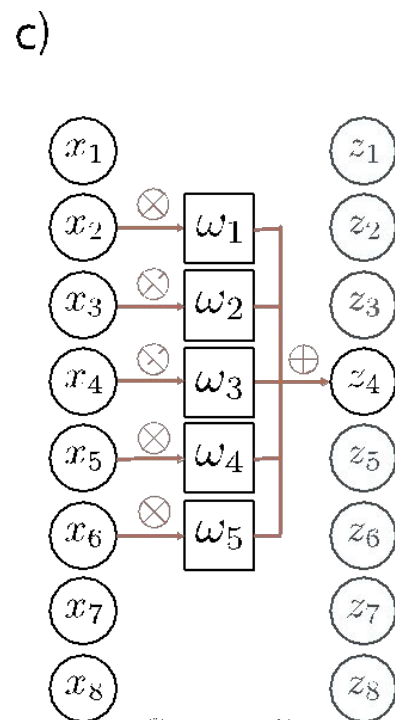 c)
x₁ z₁
x₂ ⊗ ω₁ z₂
x₃ ⊗ ω₂ z₃
x₄ ⊗ ω₃ ⊕ z₄
x₅ ⊗ ω₄ z₅
x₆ ⊗ ω₅ z₆
x₇ z₇
x₈ z₈